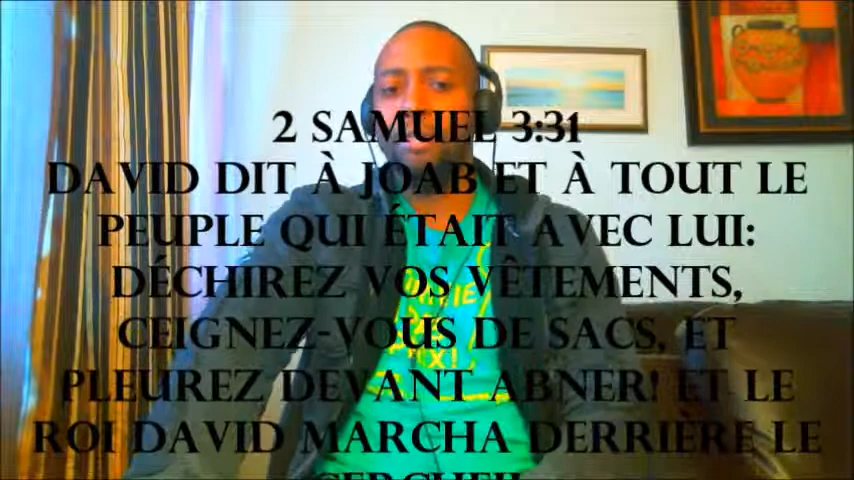 2 SAMUEL 3:31
DAVID DIT À JOAB ET À TOUT LE
PEUPLE QUI ÉTAIT AVEC LUI:
DÉCHIREZ VOS VÊTEMENTS,
CEIGNEZ-VOUS DE SACS, ET
PLEUREZ DEVANT ABNER! ET LE
ROI DAVID MARCHA DERRIÈRE LE